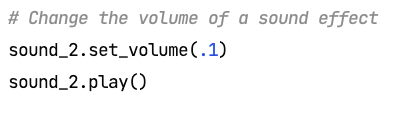 # Change the volume of a sound effect
sound_2.set_volume(.1)
sound_2.play()